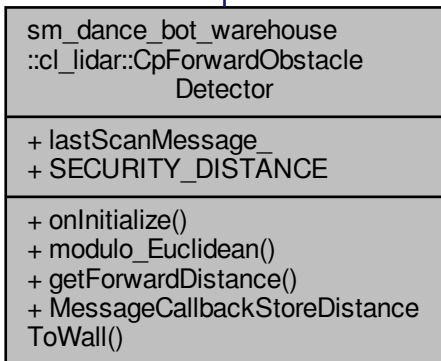 sm_dance_bot_warehouse
::cl_lidar::CpForwardObstacle
Detector
+ lastScanMessage_
+ SECURITY_DISTANCE
+ onInitialize()
+ modulo_Euclidean()
+ getForwardDistance()
+ MessageCallbackStoreDistance
ToWall()